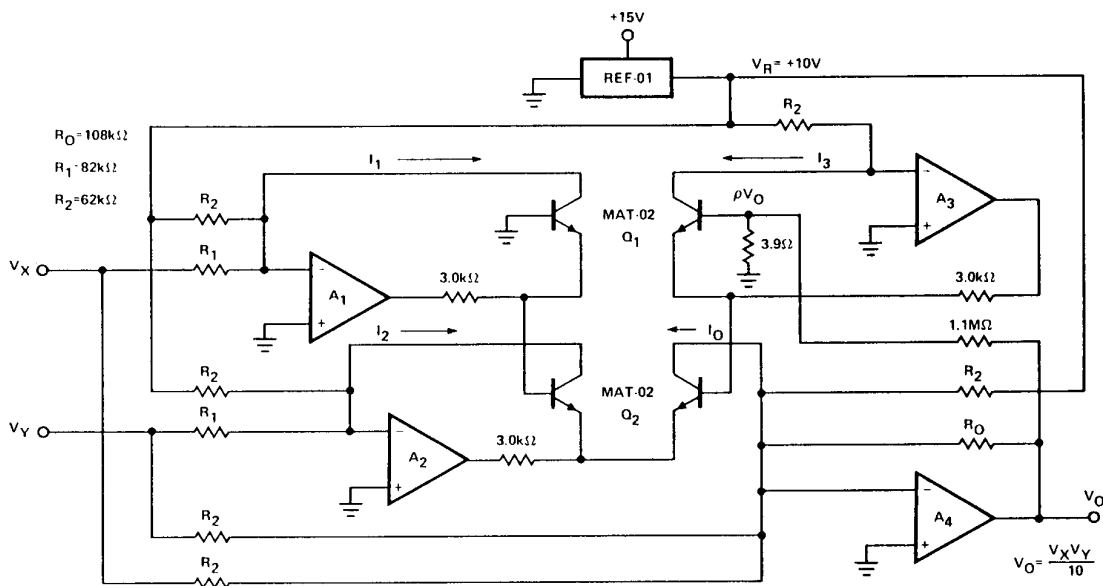 +15V
REF-01
V_R = +10V
R_2
R_O=108kΩ
R_1-82kΩ
R_2=62kΩ
I_1
I_3
R_2
MAT-02
Q_1
ρV_O
3.9Ω
A_3
R_1
V_X
A_1
3.0kΩ
3.0kΩ
I_2
I_O
1.1MΩ
R_2
MAT-02
Q_2
R_2
R_1
V_Y
A_2
3.0kΩ
R_O
A_4
V_O
R_2
R_2
V_O = V_XV_Y/10